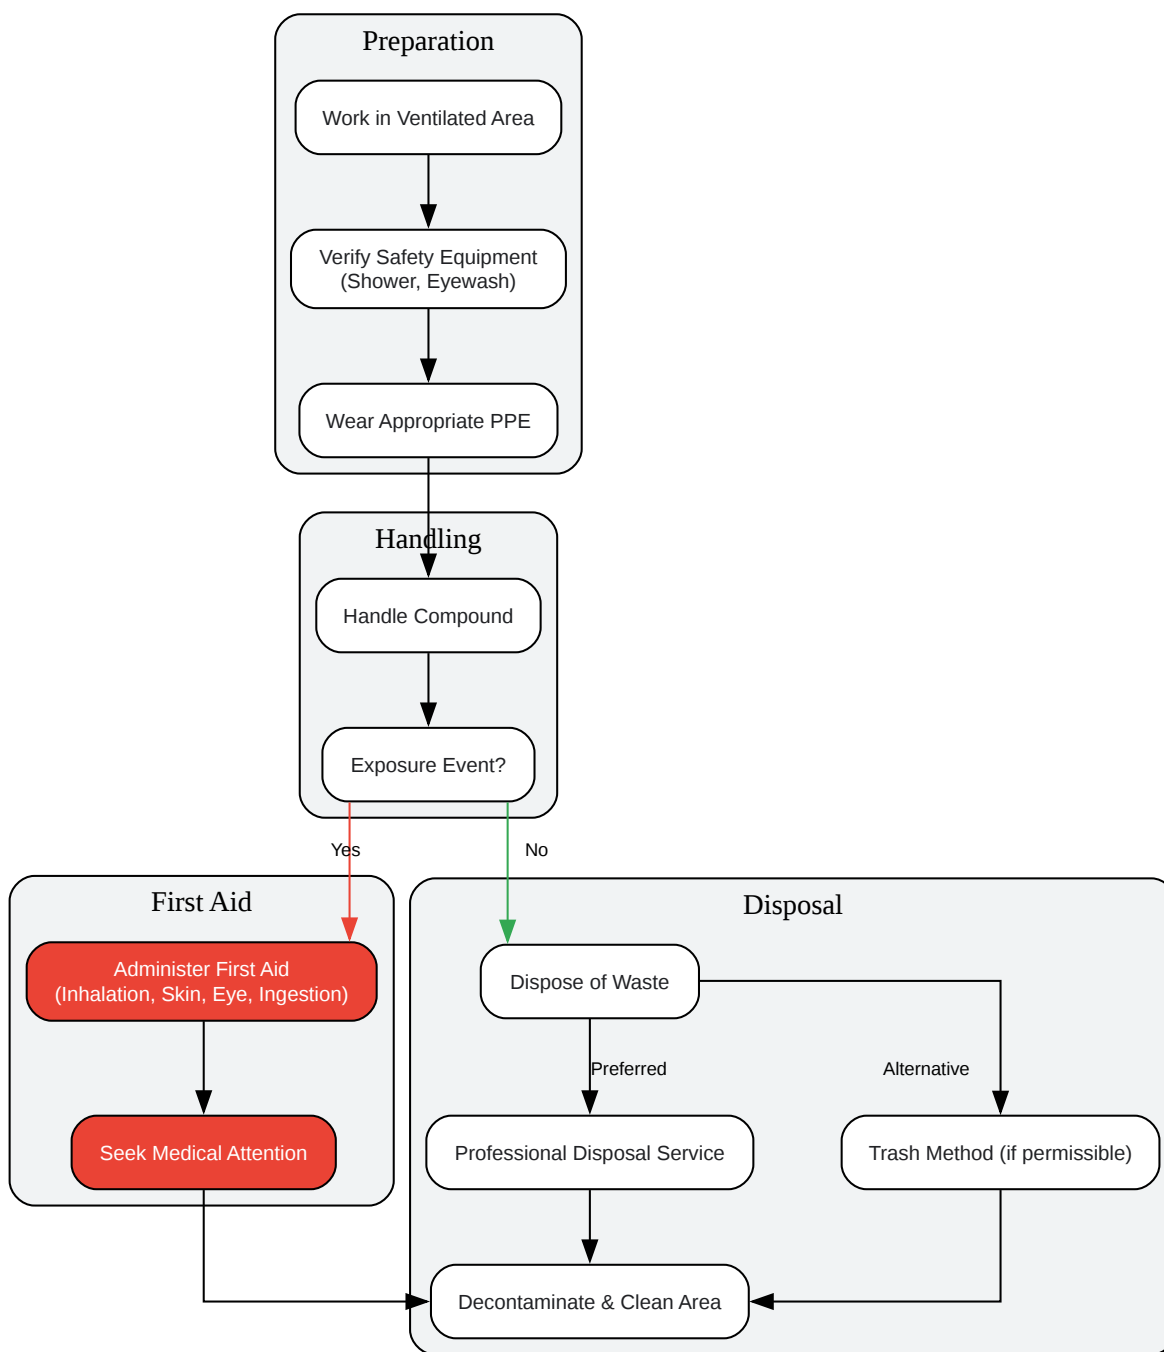 Preparation
Work in Ventilated Area
Verify Safety Equipment
(Shower, Eyewash)
Wear Appropriate PPE
Handling
Handle Compound
Exposure Event?
Yes
No
First Aid
Administer First Aid
(Inhalation, Skin, Eye, Ingestion)
Seek Medical Attention
Disposal
Dispose of Waste
Preferred
Alternative
Professional Disposal Service
Trash Method (if permissible)
Decontaminate & Clean Area